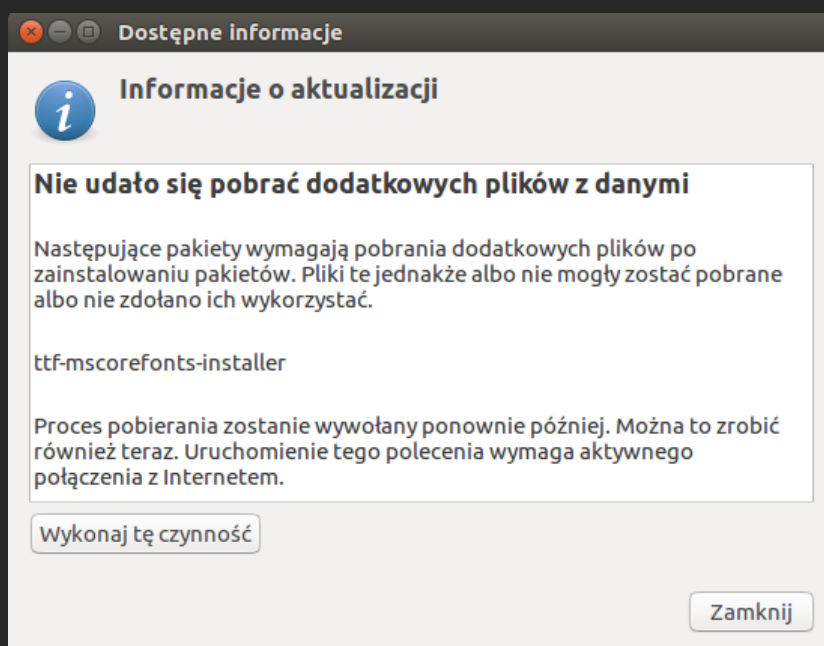 Dostępne informacje
Informacje o aktualizacji
Nie udało się pobrać dodatkowych plików z danymi
Następujące pakiety wymagają pobrania dodatkowych plików po
zainstalowaniu pakietów. Pliki te jednakże albo nie mogły zostać pobrane
albo nie zdołano ich wykorzystać.
ttf-mscorefonts-installer
Proces pobierania zostanie wywołany ponownie później. Można to zrobić
również teraz. Uruchomienie tego polecenia wymaga aktywnego
połączenia z Internetem.
Wykonaj tę czynność
Zamknij